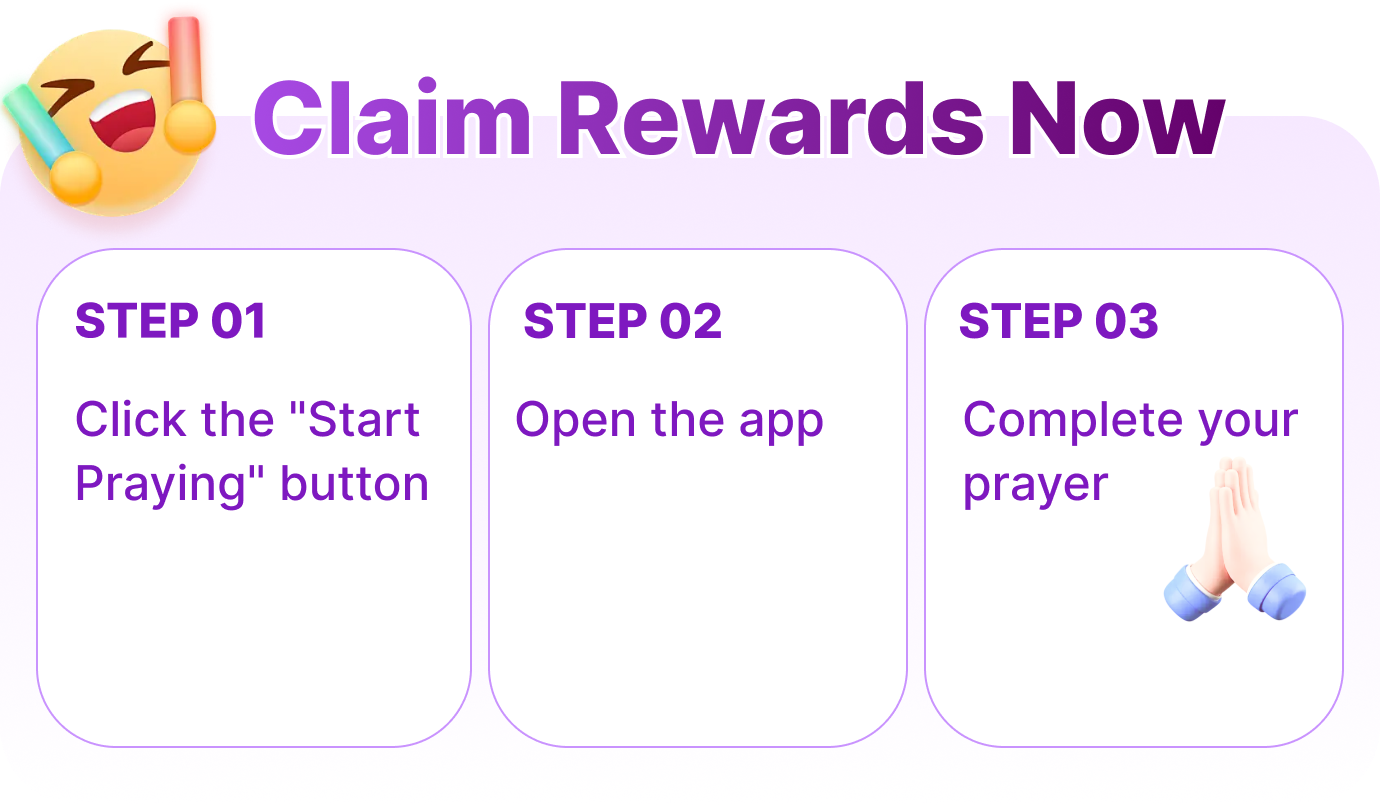 Claim Rewards Now
STEP 01
Click the "Start
Praying" button
STEP 02
Open the app
STEP 03
Complete your
prayer